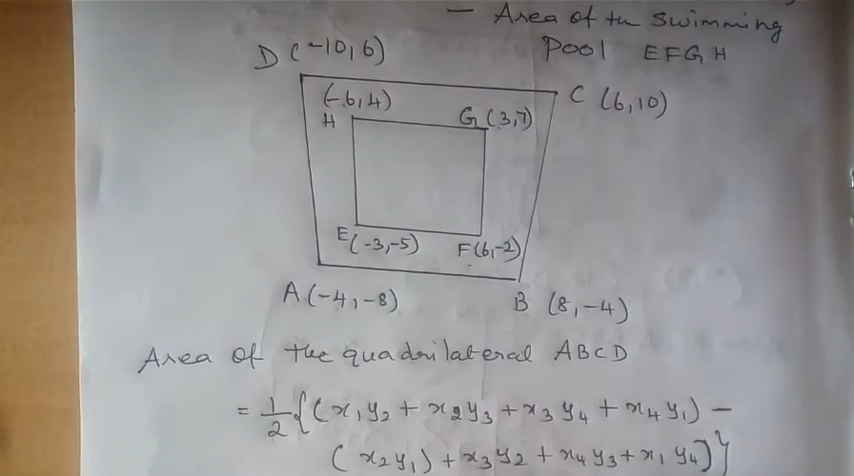 — Area of the swimming
Pool EFGH
D (-10,6)
C (6,10)
(-6,4)
H
G (3,7)
E(-3,-5)
F(6,-2)
A (-4,-8)
B (8,-4)
Area of the quadrilateral ABCD
= 1/2 {(x₁y₂ + x₂y₃ + x₃y₄ + x₄y₁) —
(x₂y₁) + x₃y₂ + x₄y₃ + x₁y₄)}